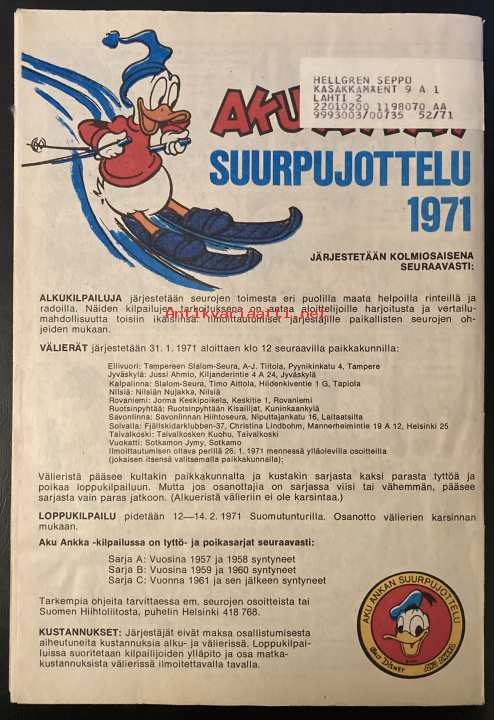 HELLGREN SEPPO
KASAKKAMÄENT 9 A 1
LAHTI 2
22010200 1198070 AA
9993003/00735 52/71
AKU
SUURPUJOTTELU
1971
JÄRJESTETÄÄN KOLMIOSAISENA
SEURAAVASTI:
ALKUKILPAILUJA järjestetään seurojen toimesta eri puolilla maata helpoilla rinteillä ja
radoilla. Näiden kilpailujen tarkoituksena on antaa aloittelijoille harjoitusta ja vertailu-
mahdollisuutta toisiin ikäisiinsä. Ilmoittautumiset järjestäjille paikallisten seurojen oh-
jeiden mukaan.
Antikvariaatti.net
VÄLIERÄT järjestetään 31. 1. 1971 aloittaen klo 12 seuraavilla paikkakunnilla:
Ellivuori: Tampereen Slalom-Seura, A-J. Tiitola, Pyynikinkatu 4, Tampere
Jyväskylä: Jussi Ahmio, Kiljanderintie 4 A 24, Jyväskylä
Kalpalinna: Slalom-Seura, Timo Aittola, Hiidenkiventie 1 G, Tapiola
Nilsiä: Nilsiän Nujakka, Nilsiä
Rovaniemi: Jorma Keskipoikela, Keskitie 1, Rovaniemi
Ruotsinpyhtää: Ruotsinpyhtään Kisailijat, Kuninkaankylä
Savonlinna: Savonlinnan Hiihtoseura, Niputtajankatu 16, Laitaatsilta
Solvalla: Fjällskidarklubben-37, Christina Lindbohm, Mannerheimintie 19 A 12, Helsinki 25
Taivalkoski: Taivalkosken Kuohu, Taivalkoski
Vuokatti: Sotkamon Jymy, Sotkamo
Ilmoittautumisen oltava perillä 26. 1. 1971 mennessä ylläolevilla osoitteilla
(jokaisen itsensä valitsemalla paikkakunnalla);
Välieristä pääsee kultakin paikkakunnalta ja kustakin sarjasta kaksi parasta tyttöä ja
poikaa loppukilpailuun. Mutta jos osanottajia on sarjassa viisi tai vähemmän, pääsee
sarjasta vain paras jatkoon. (Alkueristä välieriin ei ole karsintaa.)
LOPPUKILPAILU pidetään 12—14. 2. 1971 Suomutunturilla. Osanotto välierien karsinnan
mukaan.
Aku Ankka -kilpailussa on tyttö- ja poikasarjat seuraavasti:
Sarja A: Vuosina 1957 ja 1958 syntyneet
Sarja B: Vuosina 1959 ja 1960 syntyneet
Sarja C: Vuonna 1961 ja sen jälkeen syntyneet
Tarkempia ohjeita tarvittaessa em. seurojen osoitteista tai
Suomen Hiihtoliitosta, puhelin Helsinki 418 768.
KUSTANNUKSET: Järjestäjät eivät maksa osallistumisesta
aiheutuneita kustannuksia alku- ja välierissä. Loppukilpai-
luissa suoritetaan kilpailijoiden ylläpito ja osa matka-
kustannuksista välierissä ilmoitettavalla tavalla.
AKU ANKAN SUURPUJOTTELU
WALT DISNEY